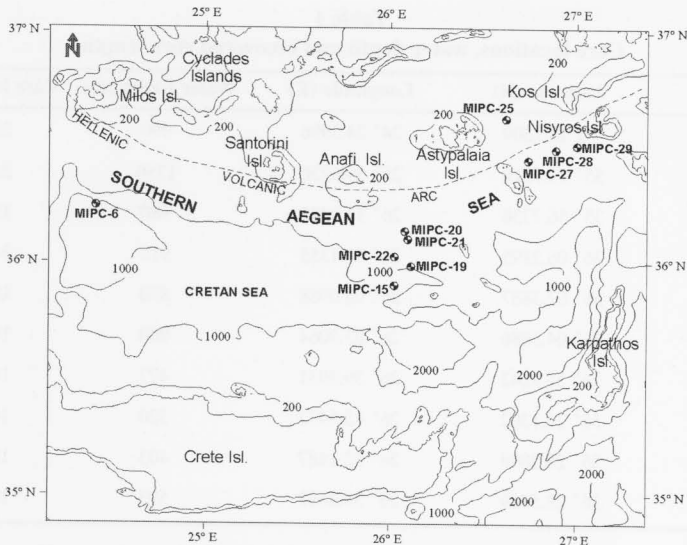 25°E
26°E
27°E
37°N
37°N
N
Cyclades
Islands
200
Kos Isl.
MIPC-25
Milos Isl.
200
200
200
Nisyros Isl.
HELLENIC
Santorini
Isl.
Anafi Isl.
Astypalaia
Isl.
MIPC-29
MIPC-28
MIPC-27
200
VOLCANIC
ARC
SOUTHERN
AEGEAN
SEA
MIPC-6
MIPC-20
MIPC-21
36°N
36°N
MIPC-22
MIPC-19
1000
1000
1000
MIPC-15
CRETAN SEA
1000
1000
Karpathos
Isl.
2000
2000
200
200
200
Crete Isl.
2000
35°N
35°N
1000
2000
25°E
26°E
27°E